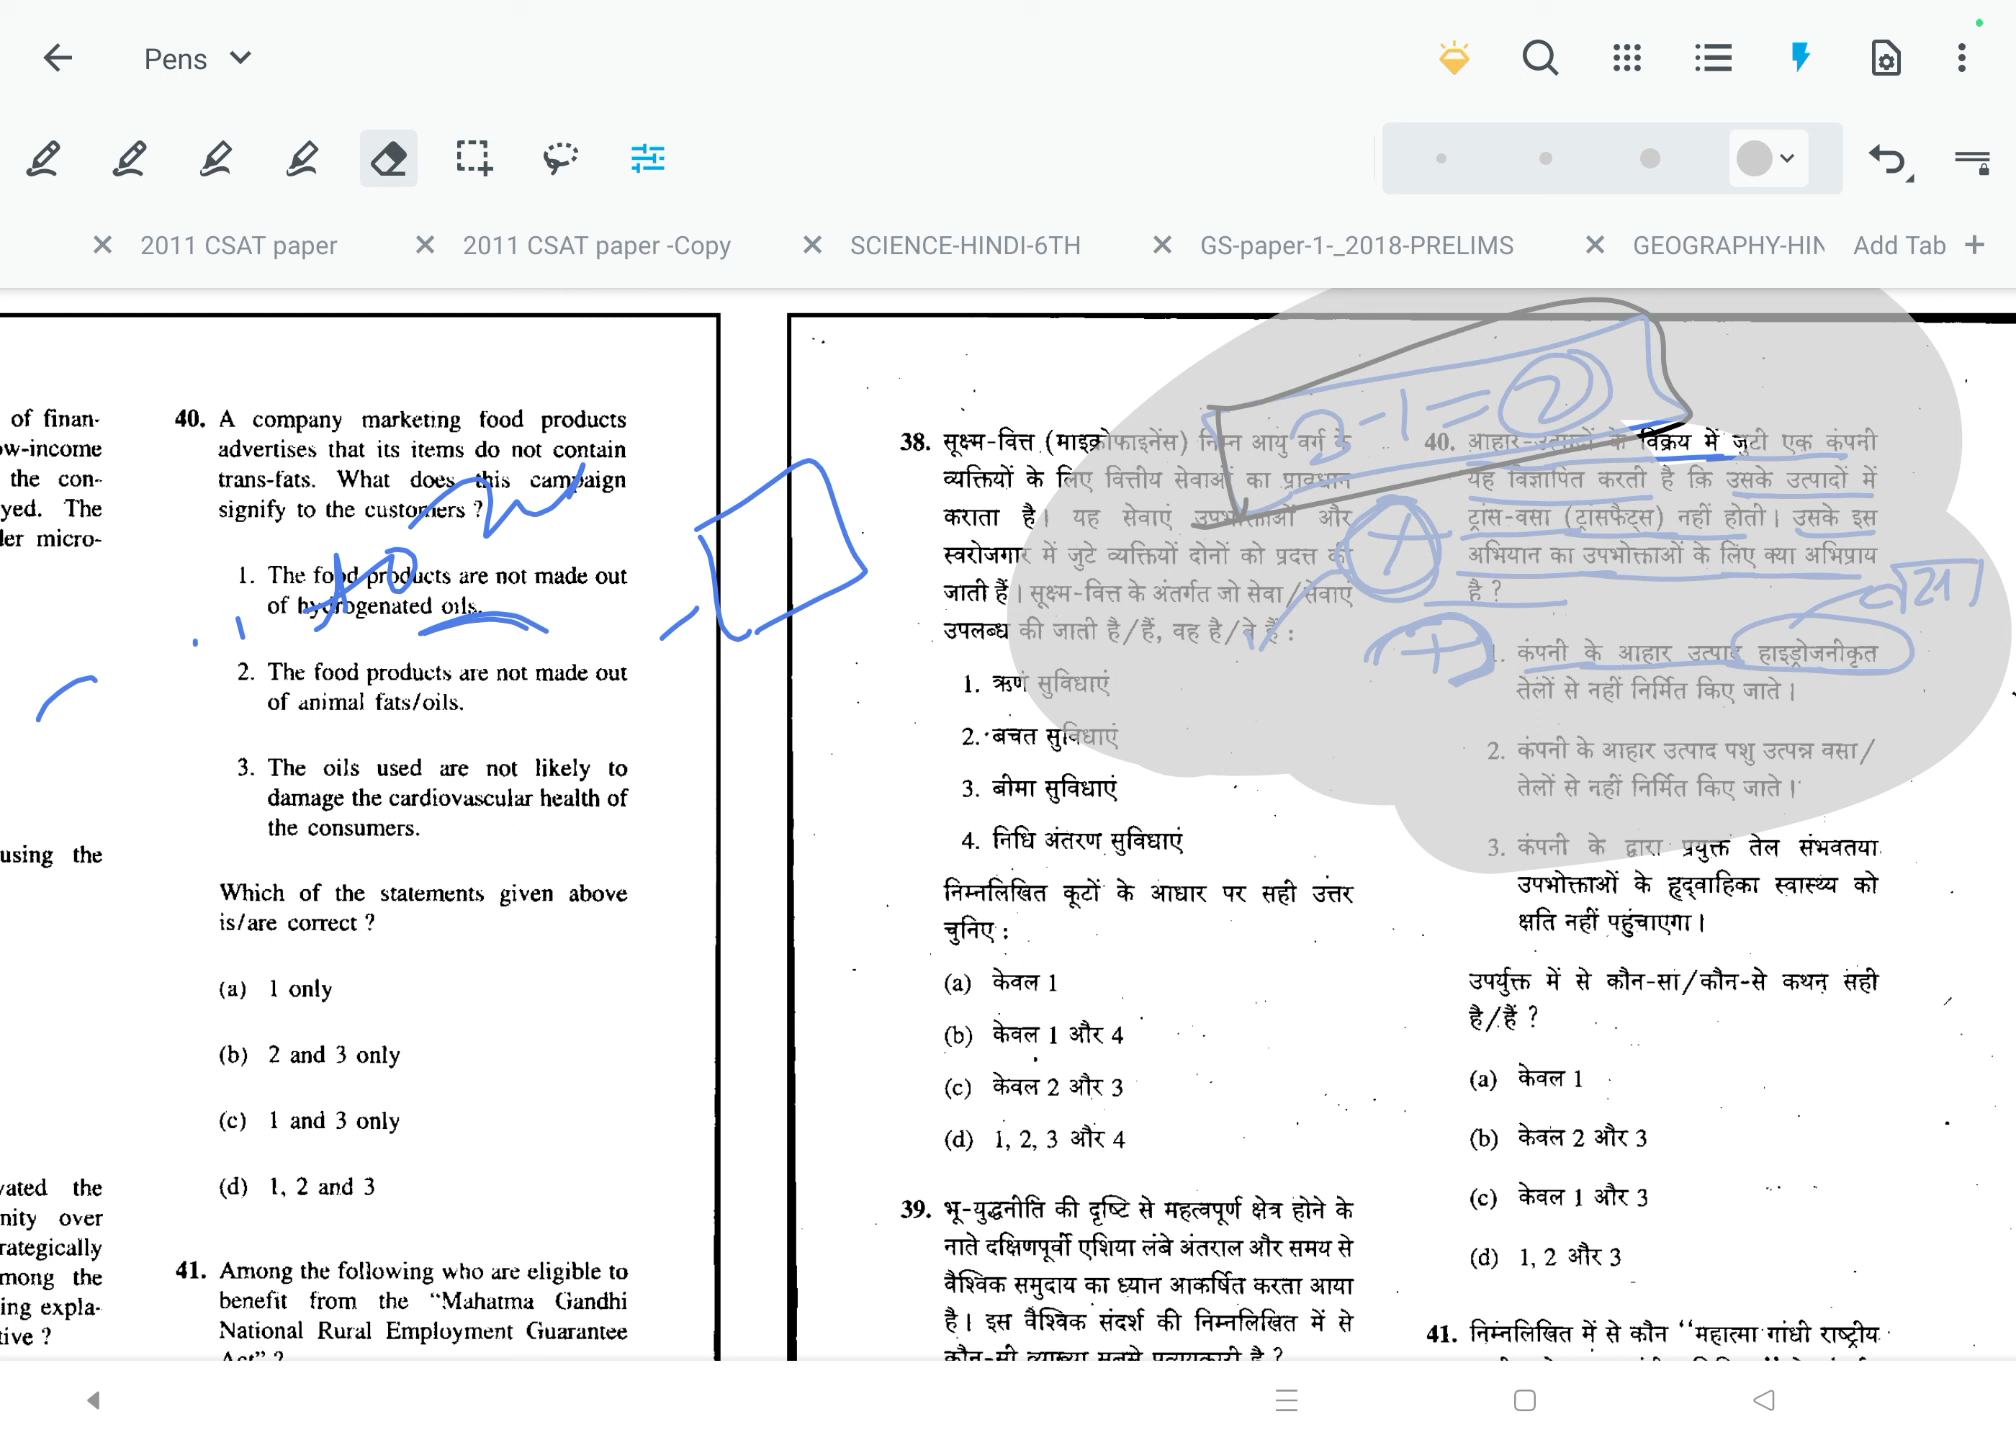 Pens
2011 CSAT paper
2011 CSAT paper -Copy
SCIENCE-HINDI-6TH
GS-paper-1-_2018-PRELIMS
GEOGRAPHY-HIN
Add Tab +
of finan-
ow-income
the con-
yed. The
ler micro-
using the
vated the
nity over
rategically
mong the
ing expla-
tive ?
40. A company marketing food products
advertises that its items do not contain
trans-fats. What does this campaign
signify to the customers ?
1. The food products are not made out
of hydrogenated oils.
2. The food products are not made out
of animal fats/oils.
3. The oils used are not likely to
damage the cardiovascular health of
the consumers.
Which of the statements given above
is/are correct ?
(a) 1 only
(b) 2 and 3 only
(c) 1 and 3 only
(d) 1, 2 and 3
41. Among the following who are eligible to
benefit from the “Mahatma Gandhi
National Rural Employment Guarantee
Act” ?
3-1=2
38. सूक्ष्म-वित्त (माइक्रोफाइनेंस) निम्न आयु वर्ग के
व्यक्तियों के लिए वित्तीय सेवाओं का प्रावधान
कराता है। यह सेवाएं उपभोक्ताओं और
स्वरोजगार में जुटे व्यक्तियों दोनों को प्रदत्त की
जाती हैं। सूक्ष्म-वित्त के अंतर्गत जो सेवा/सेवाएं
उपलब्ध की जाती है/हैं, वह है/वे हैं :
1. ऋण सुविधाएं
2. बचत सुविधाएं
3. बीमा सुविधाएं
4. निधि अंतरण सुविधाएं
निम्नलिखित कूटों के आधार पर सही उत्तर
चुनिए :
(a) केवल 1
(b) केवल 1 और 4
(c) केवल 2 और 3
(d) 1, 2, 3 और 4
39. भू-युद्धनीति की दृष्टि से महत्वपूर्ण क्षेत्र होने के
नाते दक्षिणपूर्वी एशिया लंबे अंतराल और समय से
वैश्विक समुदाय का ध्यान आकर्षित करता आया
है। इस वैश्विक संदर्भ की निम्नलिखित में से
कौन-सी व्याख्या सबसे प्रत्ययकारी है ?
40. आहार-उत्पादों के विक्रय में जुटी एक कंपनी
यह विज्ञापित करती है कि उसके उत्पादों में
ट्रांस-वसा (ट्रांसफैट्स) नहीं होती। उसके इस
अभियान का उपभोक्ताओं के लिए क्या अभिप्राय
है ?
1. कंपनी के आहार उत्पाद हाइड्रोजनीकृत
तेलों से नहीं निर्मित किए जाते।
2. कंपनी के आहार उत्पाद पशु उत्पन्न वसा/
तेलों से नहीं निर्मित किए जाते।
3. कंपनी के द्वारा प्रयुक्त तेल संभवतया
उपभोक्ताओं के हृद्वाहिका स्वास्थ्य को
क्षति नहीं पहुंचाएगा।
उपर्युक्त में से कौन-सा/कौन-से कथन सही
है/हैं ?
(a) केवल 1
(b) केवल 2 और 3
(c) केवल 1 और 3
(d) 1, 2 और 3
41. निम्नलिखित में से कौन “महात्मा गांधी राष्ट्रीय